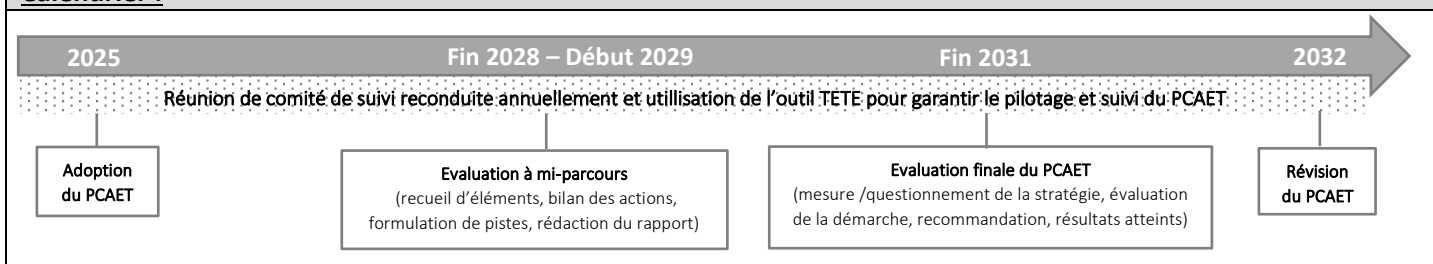 Calendrier :
2025
Fin 2028 – Début 2029
Fin 2031
2032
Réunion de comité de suivi reconduite annuellement et utillisation de l’outil TETE pour garantir le pilotage et suivi du PCAET
Adoption
du PCAET
Evaluation à mi-parcours
(recueil d’éléments, bilan des actions,
formulation de pistes, rédaction du rapport)
Evaluation finale du PCAET
(mesure /questionnement de la stratégie, évaluation
de la démarche, recommandation, résultats atteints)
Révision
du PCAET